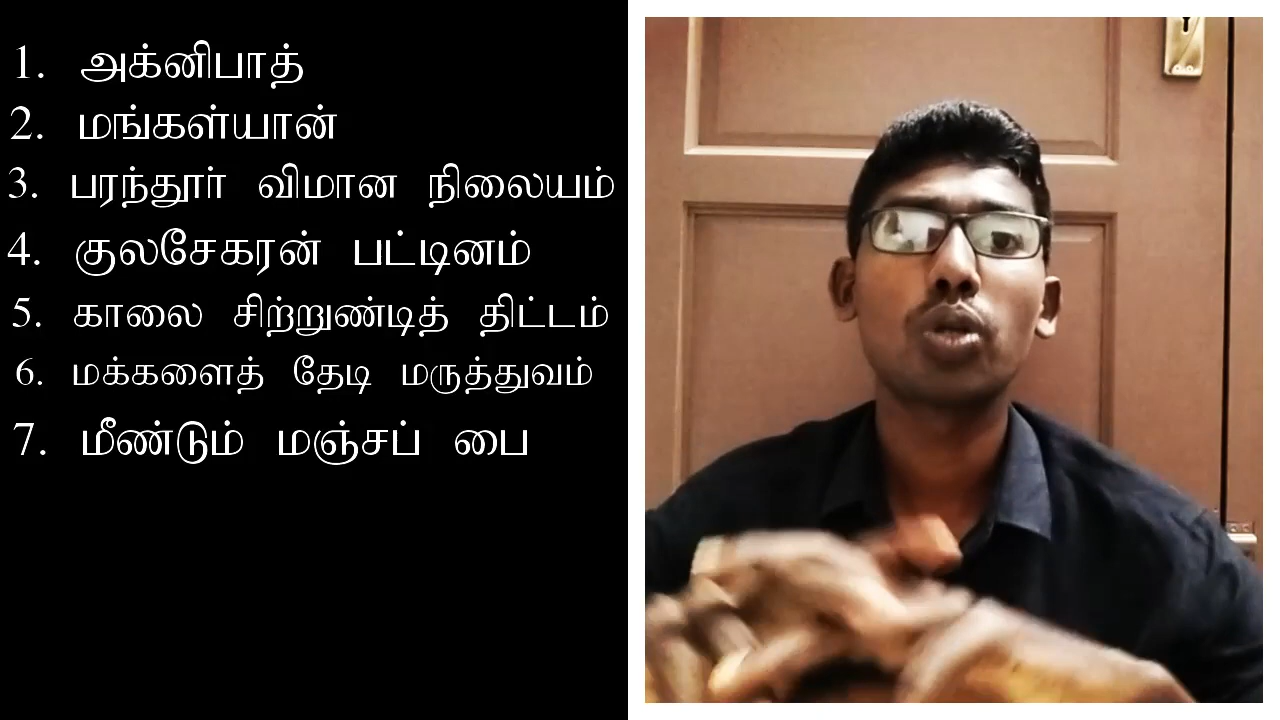 1. அக்னிபாத்
2. மங்கள்யான்
3. பரந்தூர் விமான நிலையம்
4. குலசேகரன் பட்டினம்
5. காலை சிற்றுண்டித் திட்டம்
6. மக்களைத் தேடி மருத்துவம்
7. மீண்டும் மஞ்சப் பை